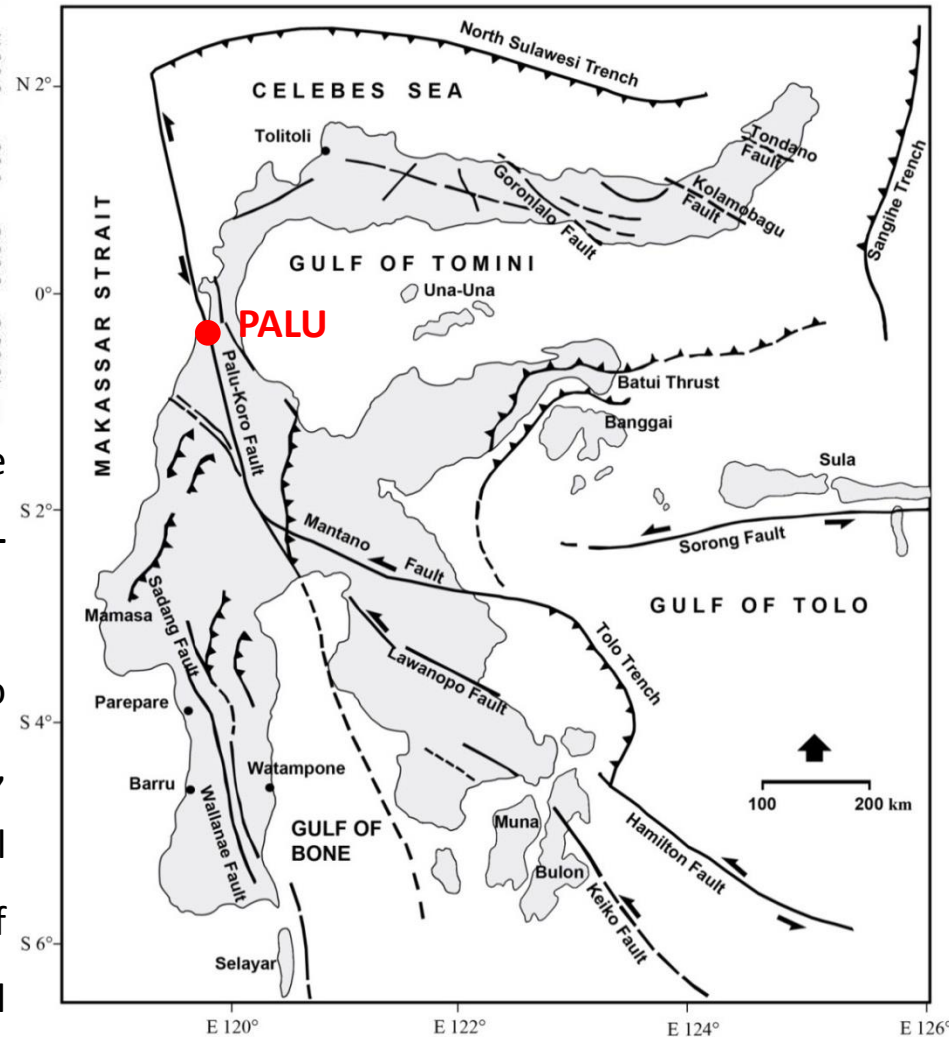 North Sulawesi Trench
N 2°
CELEBES SEA
Tolitoli
Tondano
Fault
Goronlalo Fault
Kolamobagu
Fault
Sangihe Trench
MAKASSAR STRAIT
GULF OF TOMINI
0°
Una-Una
PALU
Palu-Koro Fault
Batui Thrust
Banggai
Sula
e
S 2°
-
Mantano
Fault
Sorong Fault
GULF OF TOLO
Mamasa
Sadang Fault
Tolo Trench
Lawanopo Fault
Parepare
o
S 4°
Watampone
Barru
,
100
200 km
Wallanae Fault
GULF OF
BONE
Muna
Hamilton Fault
l
Bulon
Keiko Fault
f
S 6°
Selayar
l
E 120°
E 122°
E 124°
E 126°